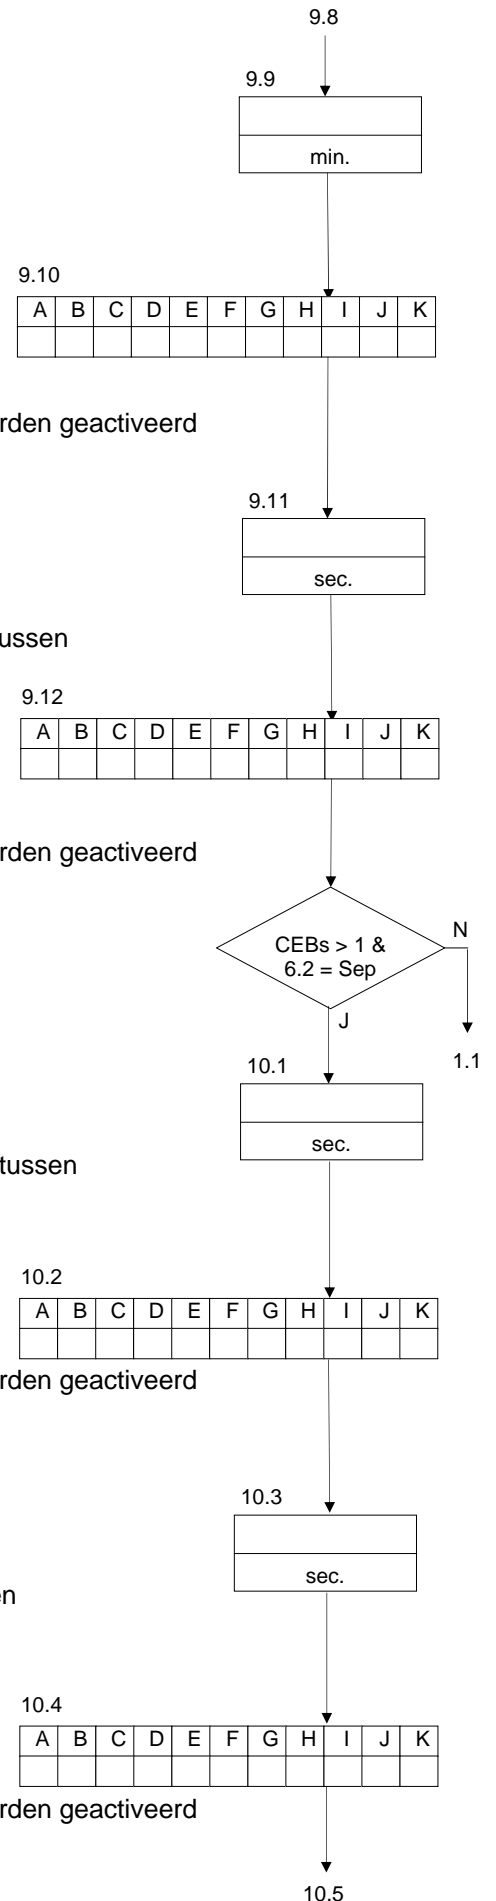 9.8
9.9
min.
9.10
A B C D E F G H I J K
rden geactiveerd
9.11
sec.
ussen
9.12
A B C D E F G H I J K
rden geactiveerd
CEBs > 1 &
6.2 = Sep
N
J
1.1
10.1
sec.
tussen
10.2
A B C D E F G H I J K
rden geactiveerd
10.3
sec.
en
10.4
A B C D E F G H I J K
rden geactiveerd
10.5